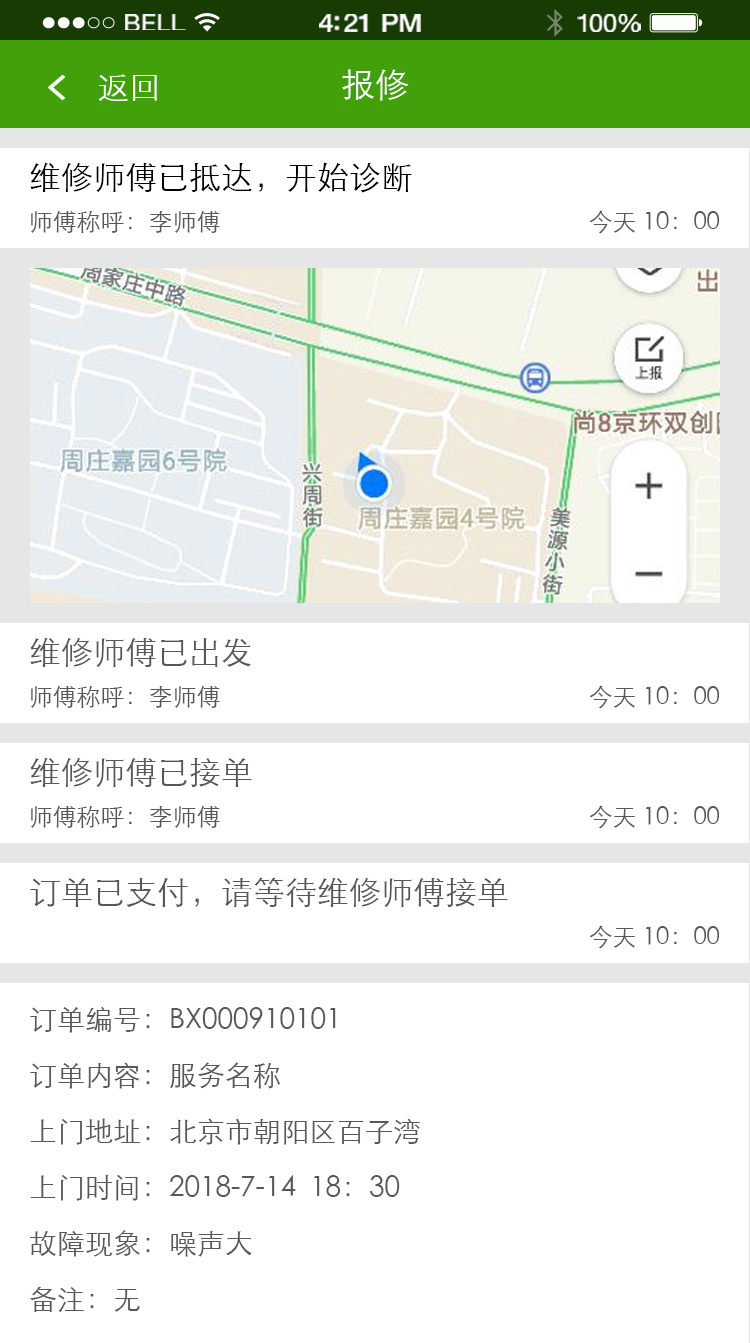 BELL 4:21 PM 100%
返回 报修
维修师傅已抵达，开始诊断
师傅称呼：李师傅 今天 10：00
周家庄中路
出
上报
尚8京环双创
周庄嘉园6号院
兴周街
周庄嘉园4号院
美源小街
维修师傅已出发
师傅称呼：李师傅 今天 10：00
维修师傅已接单
师傅称呼：李师傅 今天 10：00
订单已支付，请等待维修师傅接单
今天 10：00
订单编号：BX000910101
订单内容：服务名称
上门地址：北京市朝阳区百子湾
上门时间：2018-7-14 18：30
故障现象：噪声大
备注：无